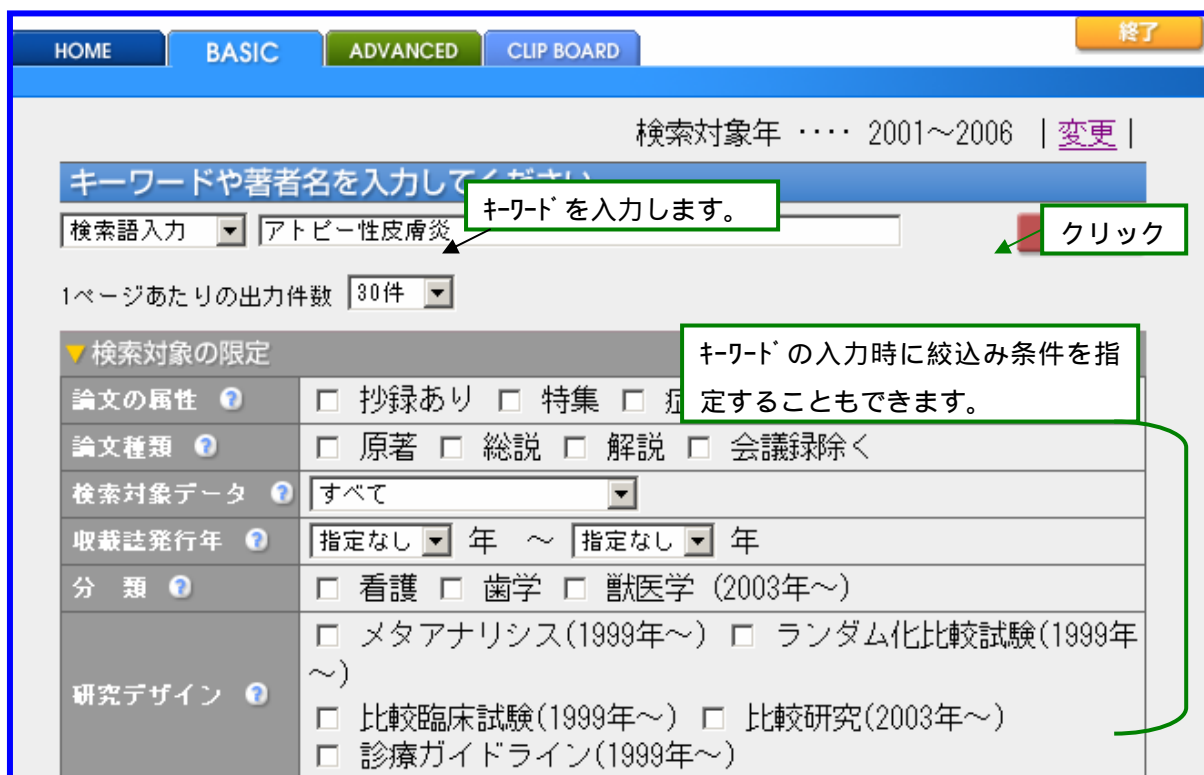 終了
HOME BASIC ADVANCED CLIP BOARD
検索対象年 ···· 2001～2006 | 変更 |
キーワードや著者名を入力してください
ｷｰﾜｰﾄﾞを入力します。
検索語入力 アトピー性皮膚炎
クリック
1ページあたりの出力件数 30件
▼検索対象の限定
ｷｰﾜｰﾄﾞの入力時に絞込み条件を指
定することもできます。
論文の属性 ? □ 抄録あり □ 特集 □
論文種類 ? □ 原著 □ 総説 □ 解説 □ 会議録除く
検索対象データ ? すべて
収載誌発行年 ? 指定なし 年 ～ 指定なし 年
分 類 ? □ 看護 □ 歯学 □ 獣医学 (2003年～)
研究デザイン ? □ メタアナリシス(1999年～) □ ランダム化比較試験(1999年
～)
□ 比較臨床試験(1999年～) □ 比較研究(2003年～)
□ 診療ガイドライン(1999年～)